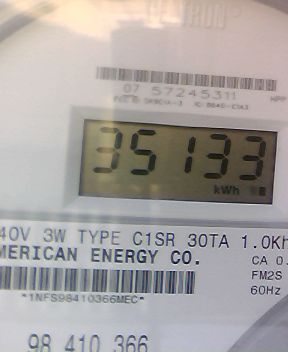 07 57245311
35133
kWh
40V 3W TYPE C1SR 30TA 1.0Kh
MERICAN ENERGY CO.
CA 0.
FM2S
60Hz
*1NFS98410366MEC*
98 410 366